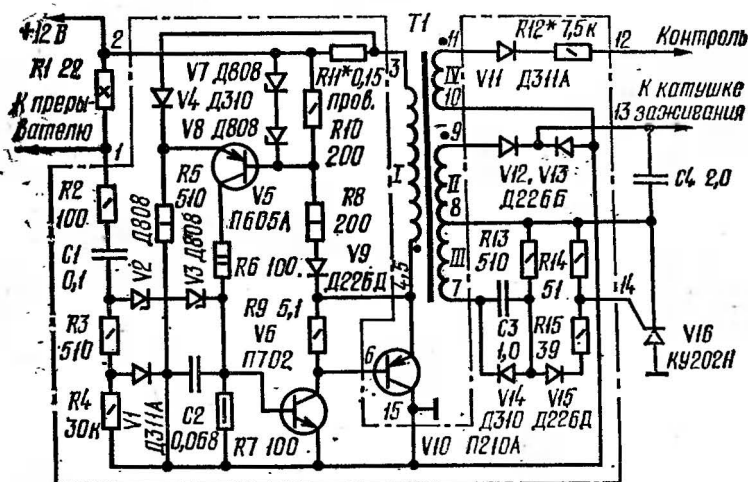 +12 В
2
R1 22
К преры-
вателю
1
R2
100
C1
0,1
R3
510
R4
30к
V1
Д311А
V2
Д808
V3 Д808
V7 Д808
V4 Д310
V8 Д808
R5
510
V5
П605А
R6 100
C2
0,068
R7 100
V6
П702
R9 5,1
R8
200
V9
Д226Д
R10
200
R11* 0,15
пров.
3
T1
I
4,5
6
15
V10
П210А
11
IV
10
9
II
8
III
7
R12* 7,5к
12
Контроль
V11 Д311А
К катушке
13 зажигания
V12, V13
Д226Б
C4 2,0
R13
510
R14
51
14
C3
1,0
R15
39
V14
Д310
V15
Д226Д
V16
КУ202Н